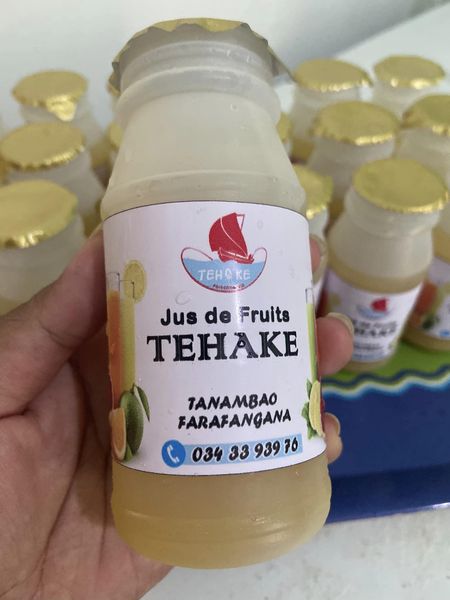 TEHAKE
Jus de Fruits
TEHAKE
TANAMBAO
FARAFANGANA
034 33 939 76